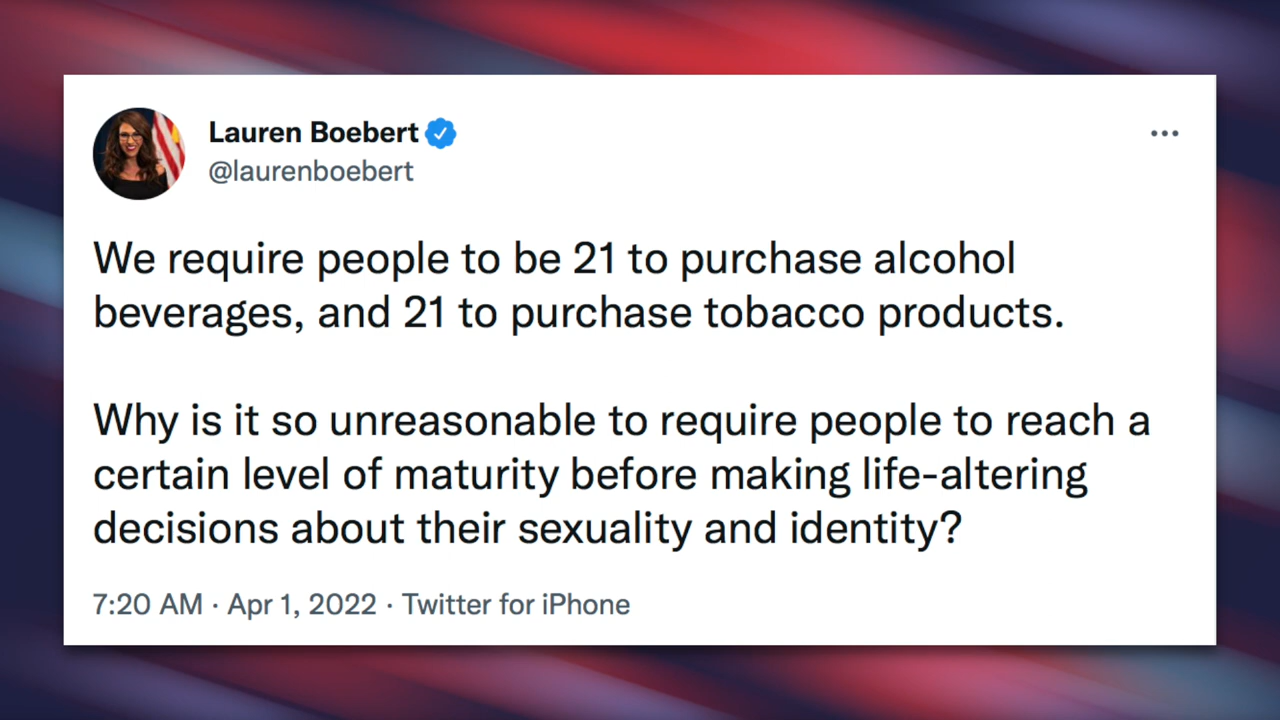 Lauren Boebert
@laurenboebert
We require people to be 21 to purchase alcohol
beverages, and 21 to purchase tobacco products.
Why is it so unreasonable to require people to reach a
certain level of maturity before making life-altering
decisions about their sexuality and identity?
7:20 AM · Apr 1, 2022 · Twitter for iPhone